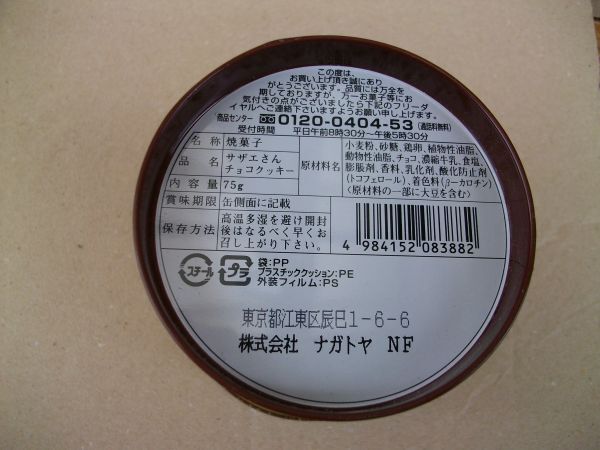 この度は、
お買い上げ頂き誠にあり
がとうございます。品質には万全を
期しておりますが、万一お菓子等にお
気付きの点がございましたら下記のフリーダ
イヤルへご連絡下さいますようお願い申し上げます。
商品センター 0120-0404-53 (通話料無料)
受付時間 平日午前8時30分〜午後5時30分
名称 焼菓子
品名 サザエさん
チョコクッキー
内容量 75g
原材料名 小麦粉、砂糖、鶏卵、植物性油脂、
動物性油脂、チョコ、濃縮牛乳、食塩、
膨脹剤、香料、乳化剤、酸化防止剤
(トコフェロール)、着色料(β-カロチン)
(原材料の一部に大豆を含む)
賞味期限 缶側面に記載
保存方法 高温多湿を避け開封
後はなるべく早くお
召し上がり下さい。
4 984152 083882
スチール プラ
袋:PP
プラスチッククッション:PE
外装フィルム:PS
東京都江東区辰巳1-6-6
株式会社 ナガトヤ NF